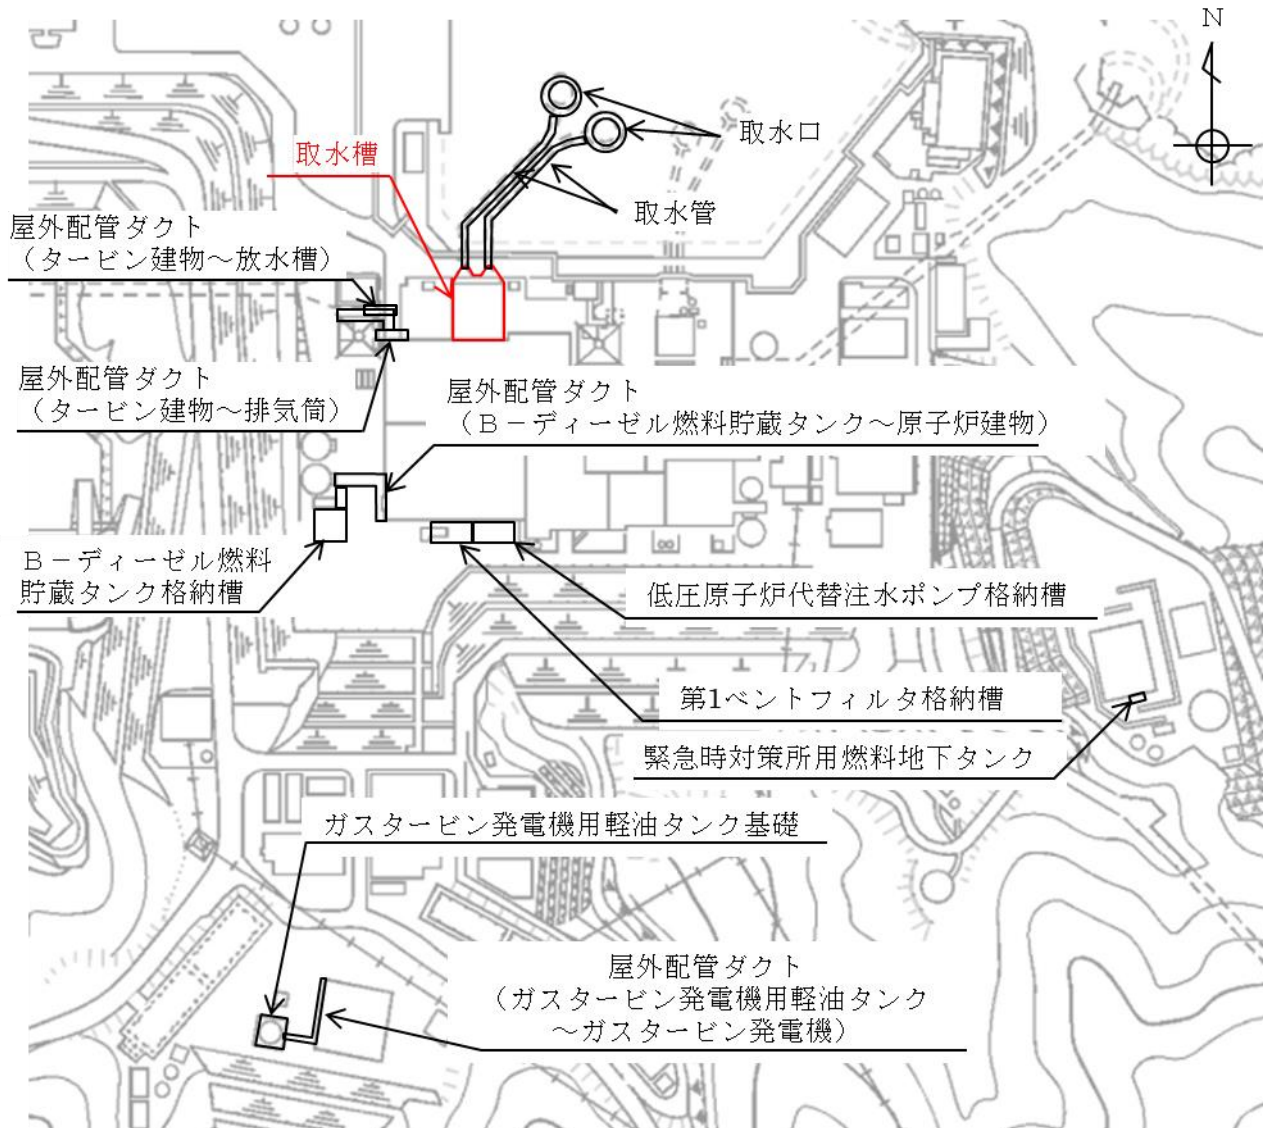 N
取水口
取水槽
取水管
屋外配管ダクト
（タービン建物～放水槽）
屋外配管ダクト
（タービン建物～排気筒）
屋外配管ダクト
（Ｂ－ディーゼル燃料貯蔵タンク～原子炉建物）
Ｂ－ディーゼル燃料
貯蔵タンク格納槽
低圧原子炉代替注水ポンプ格納槽
第1ベントフィルタ格納槽
緊急時対策所用燃料地下タンク
ガスタービン発電機用軽油タンク基礎
屋外配管ダクト
（ガスタービン発電機用軽油タンク
～ガスタービン発電機）